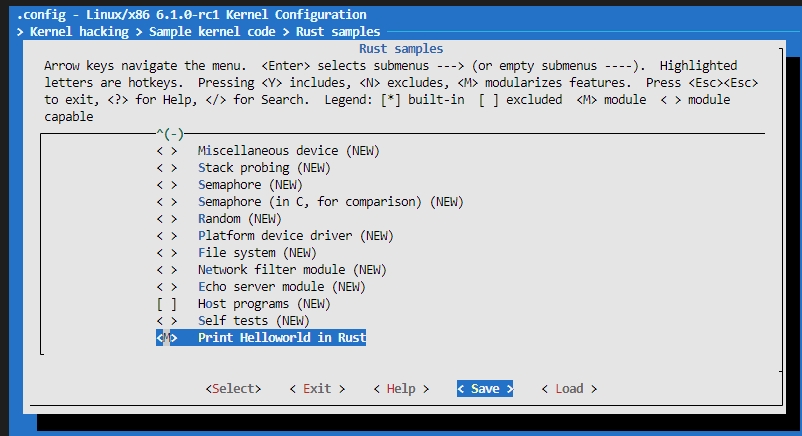 .config - Linux/x86 6.1.0-rc1 Kernel Configuration
> Kernel hacking > Sample kernel code > Rust samples
Rust samples
Arrow keys navigate the menu. <Enter> selects submenus ---> (or empty submenus ----). Highlighted
letters are hotkeys. Pressing <Y> includes, <N> excludes, <M> modularizes features. Press <Esc><Esc>
to exit, <?> for Help, </> for Search. Legend: [*] built-in [ ] excluded <M> module < > module
capable
^(-)
< > Miscellaneous device (NEW)
< > Stack probing (NEW)
< > Semaphore (NEW)
< > Semaphore (in C, for comparison) (NEW)
< > Random (NEW)
< > Platform device driver (NEW)
< > File system (NEW)
< > Network filter module (NEW)
< > Echo server module (NEW)
[ ] Host programs (NEW)
< > Self tests (NEW)
<M> Print Helloworld in Rust
<Select> < Exit > < Help > < Save > < Load >